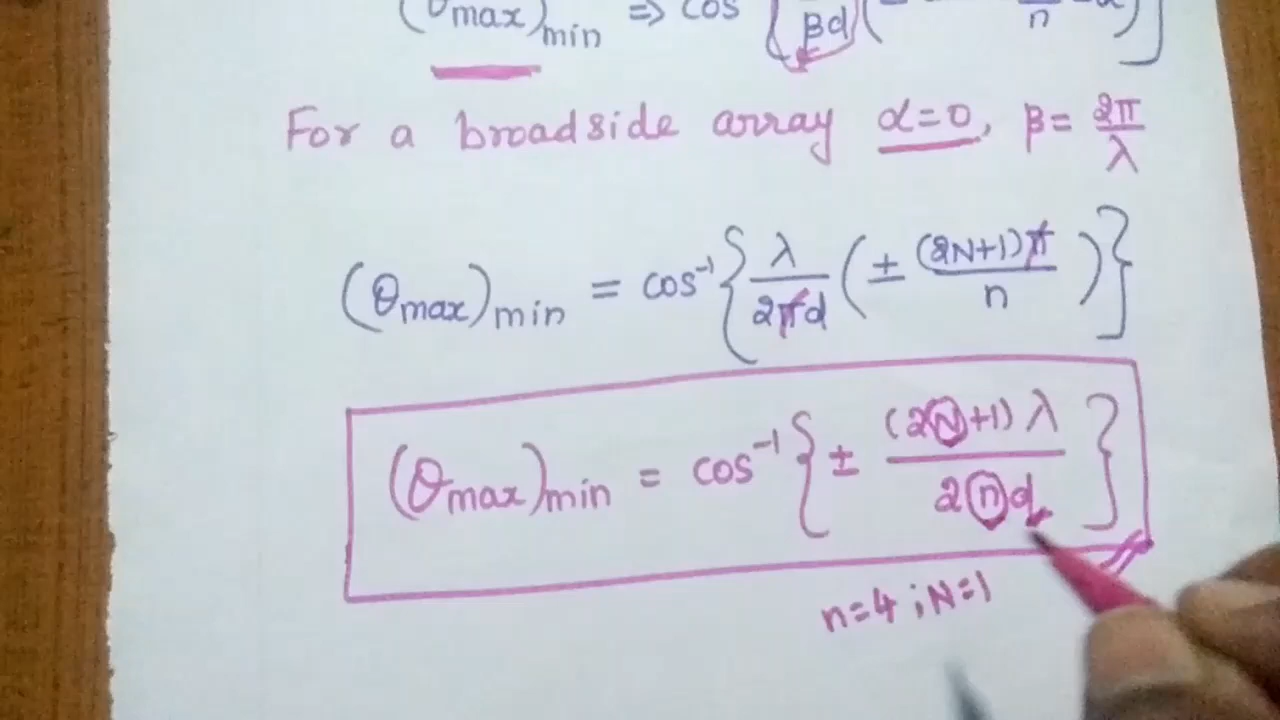 (θmax)min => cos [ βd ( n
For a broadside array α=0, β= 2π/λ
(θmax)min = cos⁻¹ { λ/2πd ( ± (2N+1)π/n ) }
(θmax)min = cos⁻¹ { ± (2N+1) λ / 2nd }
n=4 ; N=1